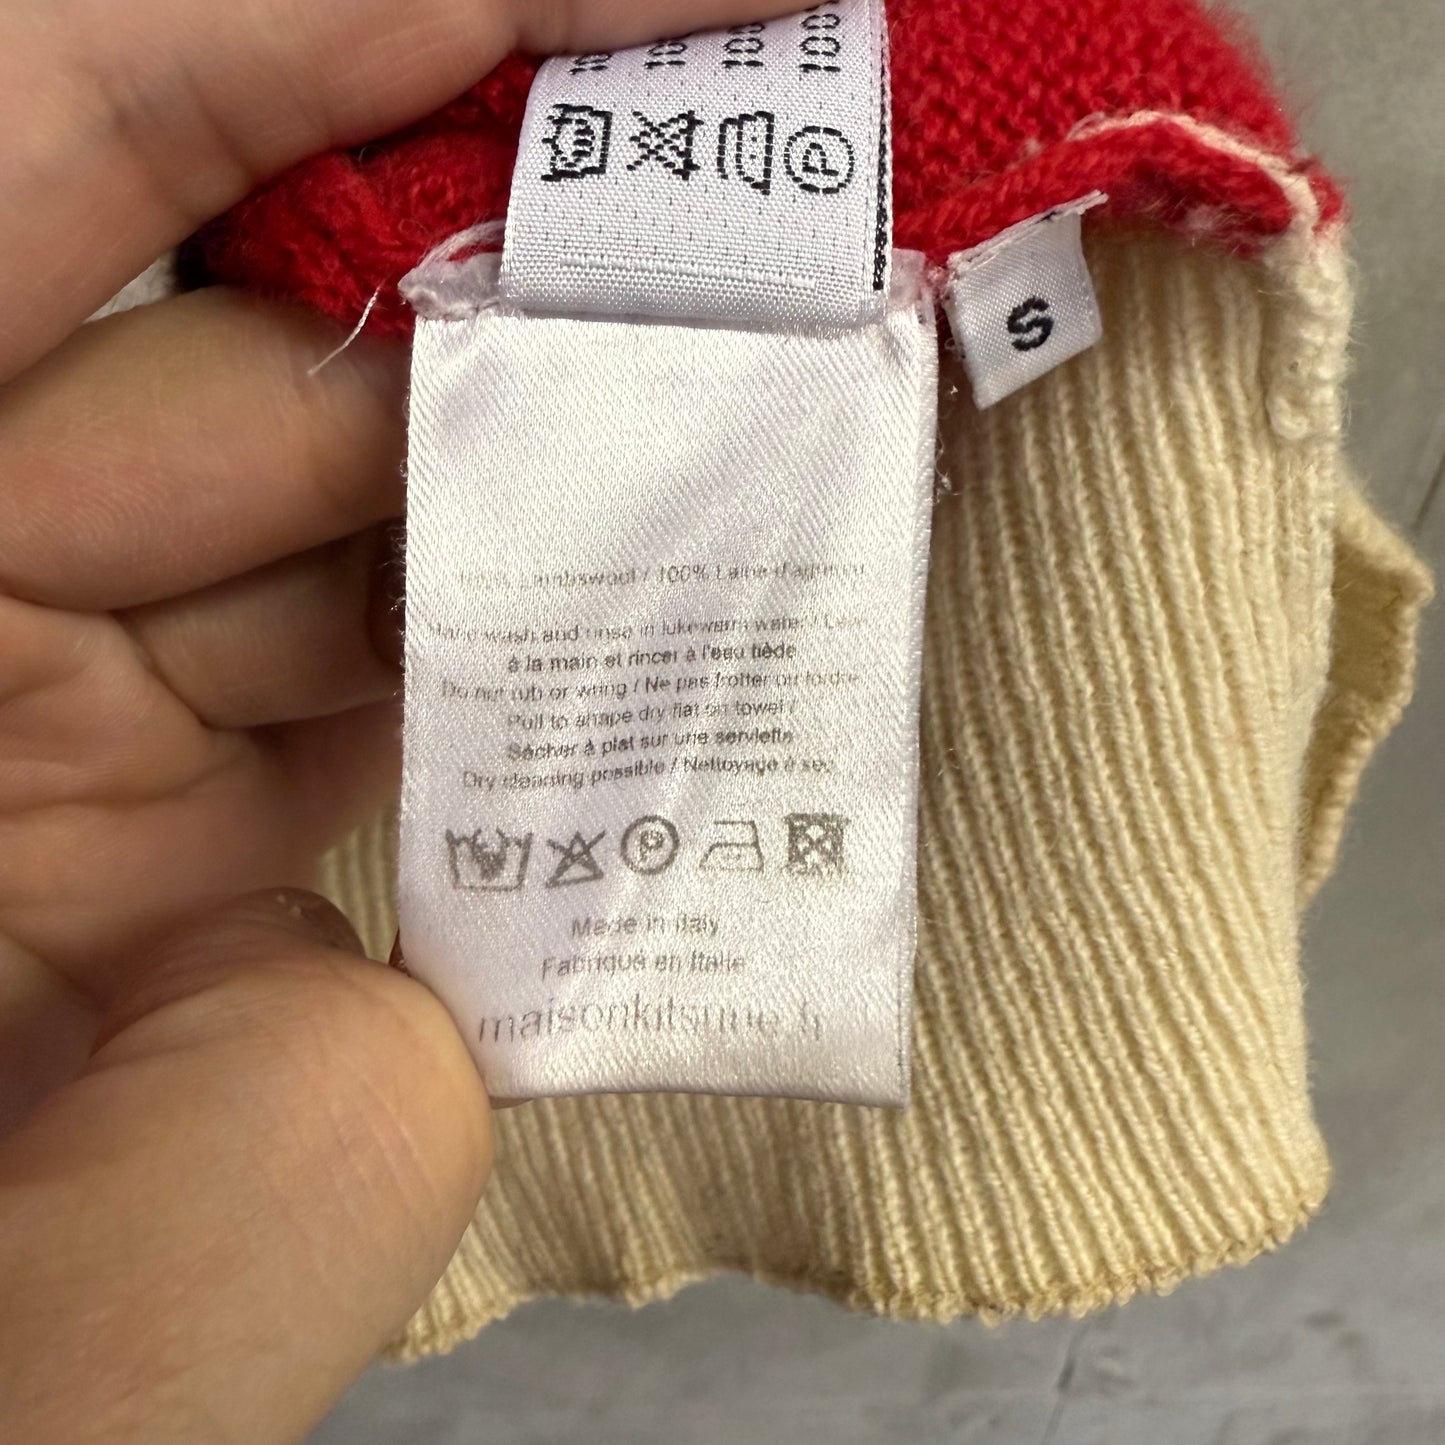 S
100% Lambswool / 100% Laine d'agneau
Hand wash and rinse in lukewarm water / Laver
à la main et rincer à l'eau tiède
Do not rub or wring / Ne pas frotter ou tordre
Pull to shape dry flat on towel /
Sécher à plat sur une serviette
Dry cleaning possible / Nettoyage à sec
P
Made in Italy
Fabriqué en Italie
maisonkitsune.fr